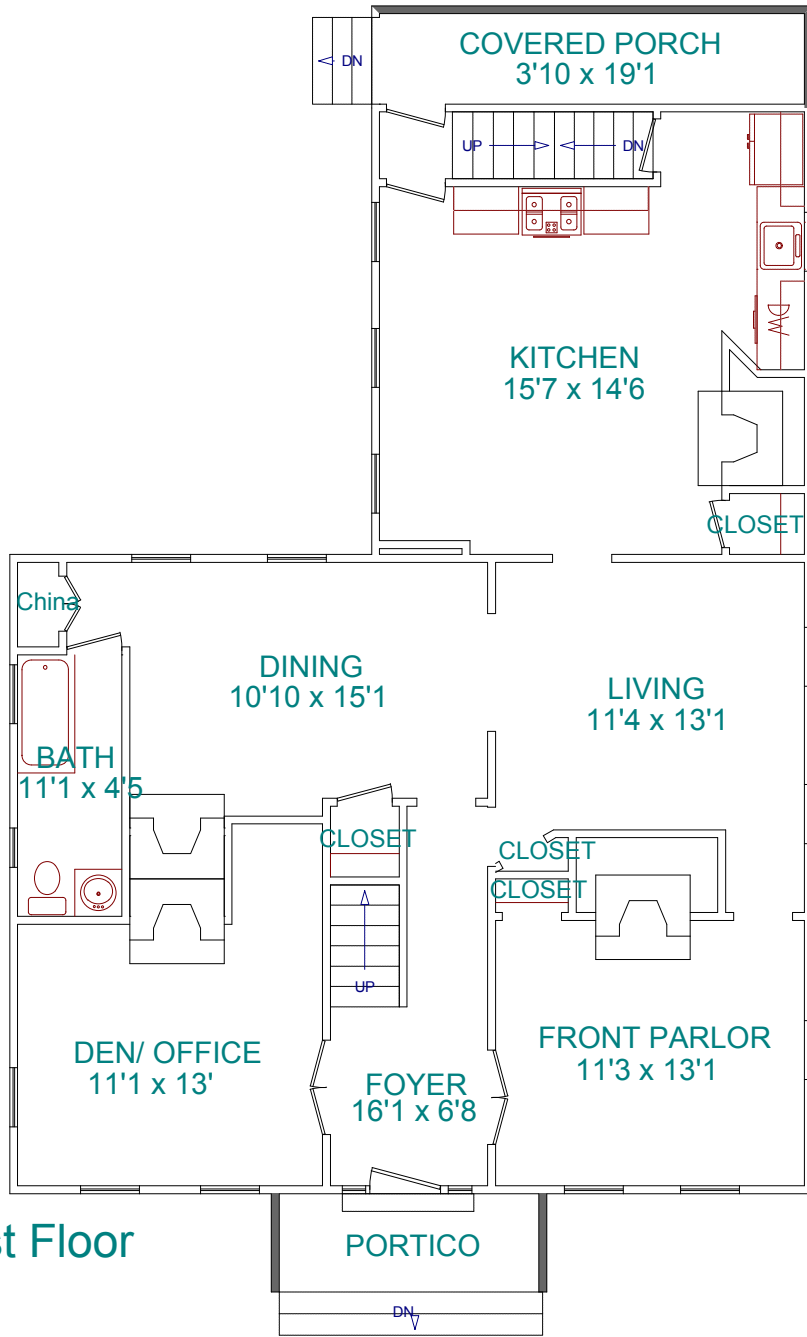 COVERED PORCH
3'10 x 19'1
DN
UP
DN
DW
KITCHEN
15'7 x 14'6
CLOSET
China
DINING
10'10 x 15'1
LIVING
11'4 x 13'1
BATH
11'1 x 4'5
CLOSET
CLOSET
CLOSET
UP
DEN/ OFFICE
11'1 x 13'
FOYER
16'1 x 6'8
FRONT PARLOR
11'3 x 13'1
st Floor
PORTICO
DN